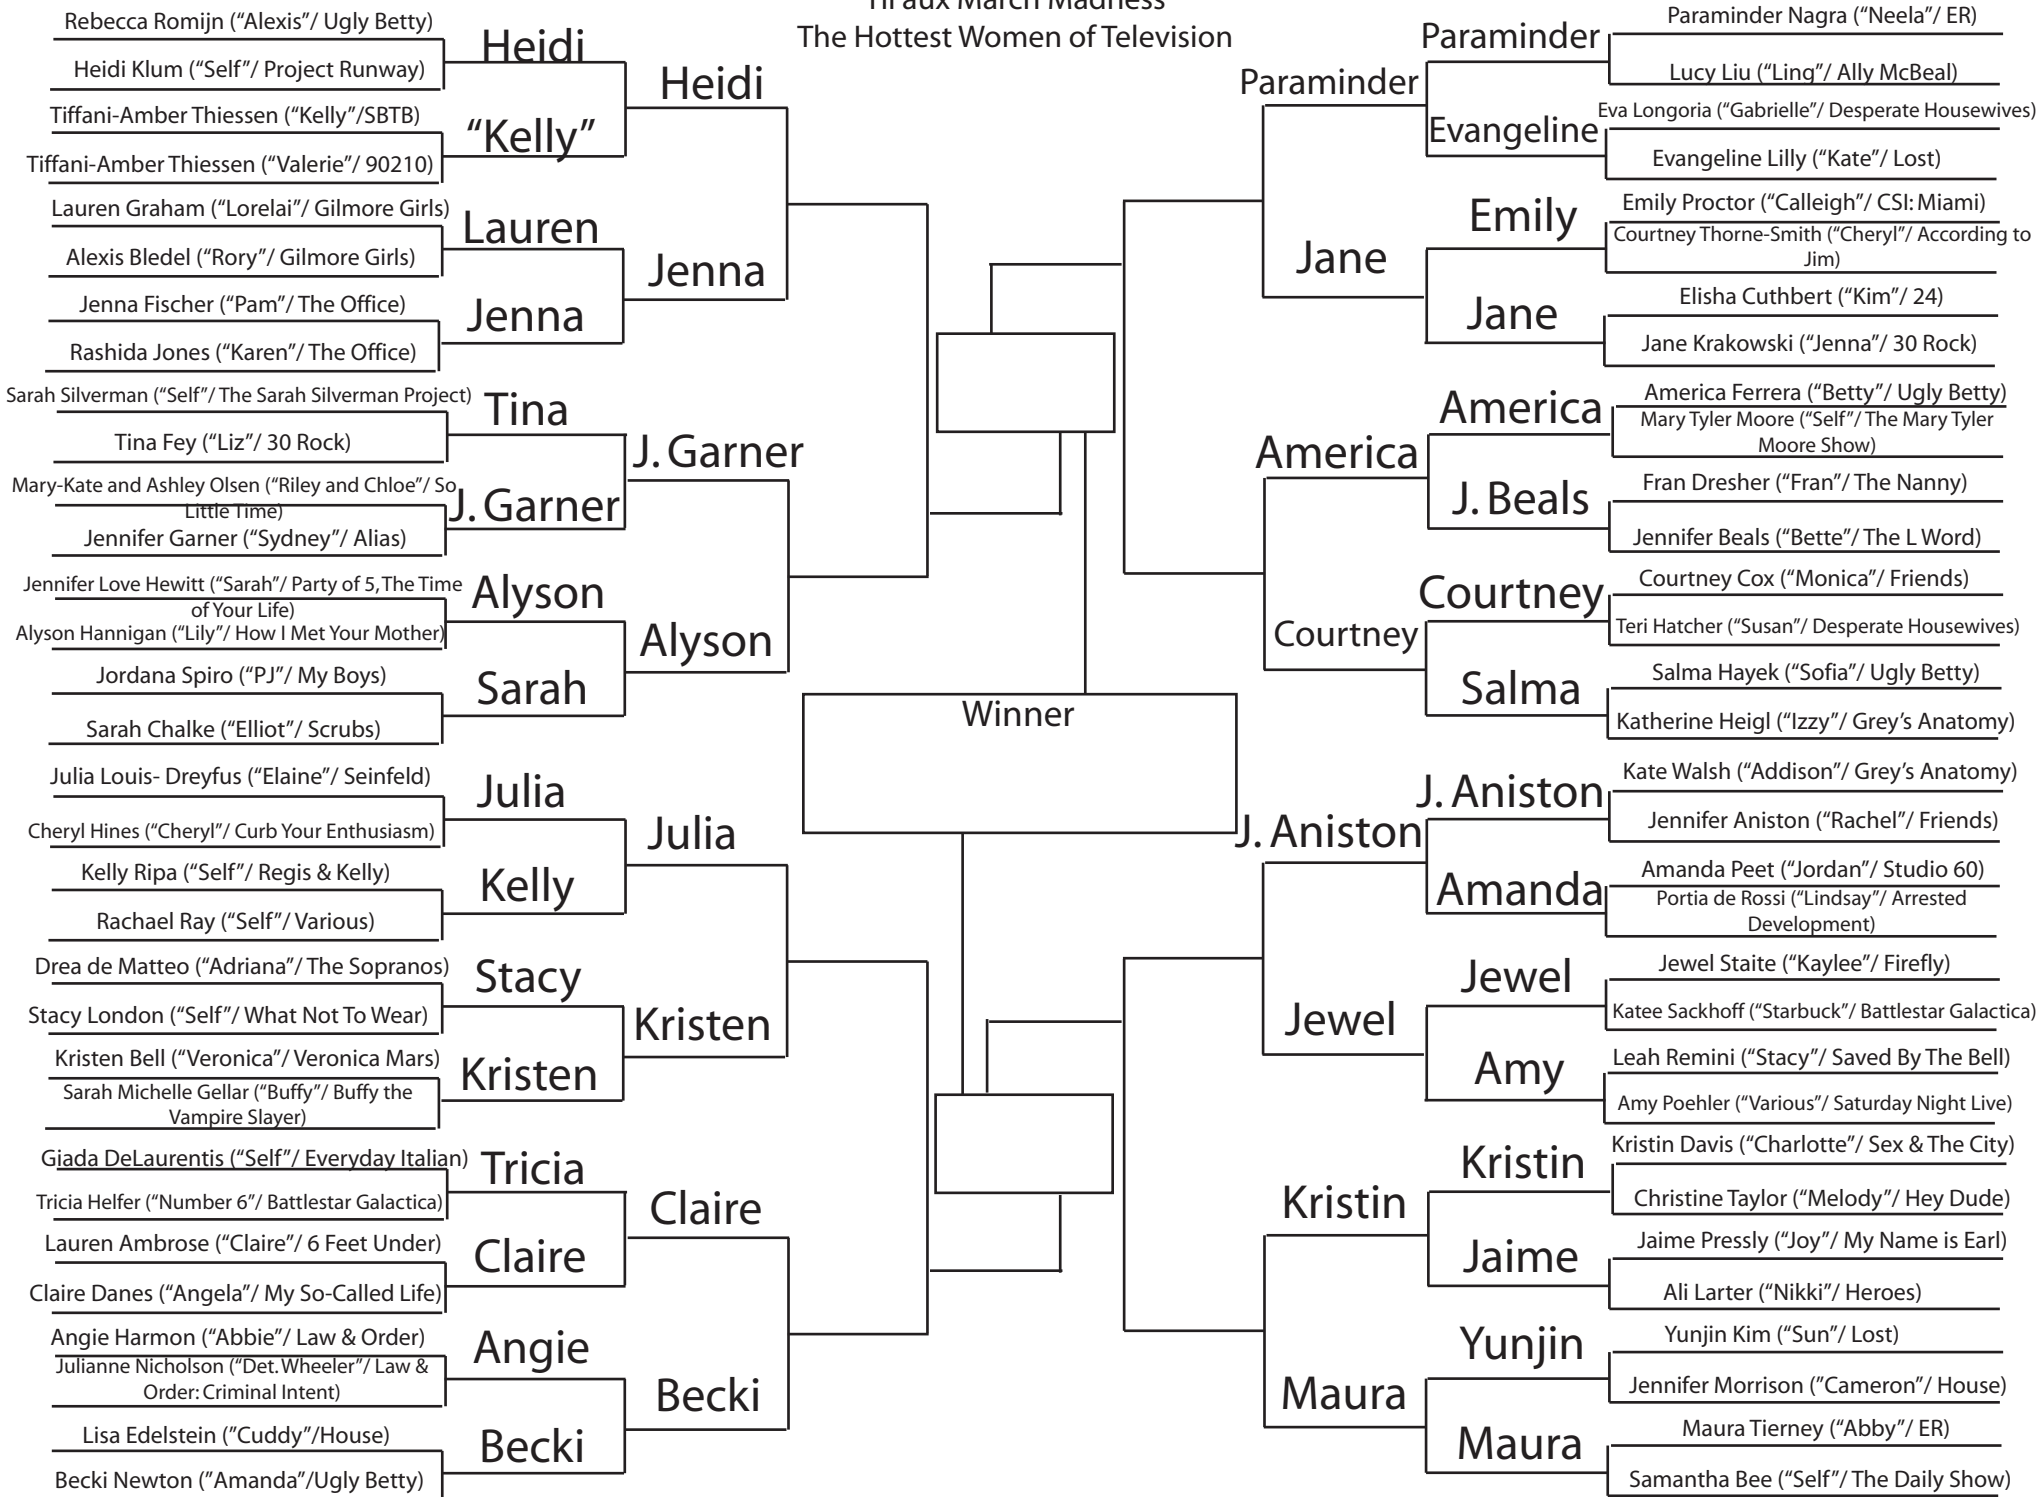 Tifaux March Madness
The Hottest Women of Television
Rebecca Romijn (“Alexis”/ Ugly Betty)
Heidi Klum (“Self”/ Project Runway)
Tiffani-Amber Thiessen (“Kelly”/SBTB)
Tiffani-Amber Thiessen (“Valerie”/ 90210)
Lauren Graham (“Lorelai”/ Gilmore Girls)
Alexis Bledel (“Rory”/ Gilmore Girls)
Jenna Fischer (“Pam”/ The Office)
Rashida Jones (“Karen”/ The Office)
Sarah Silverman (“Self”/ The Sarah Silverman Project)
Tina Fey (“Liz”/ 30 Rock)
Mary-Kate and Ashley Olsen (“Riley and Chloe”/ So
Little Time)
Jennifer Garner (“Sydney”/ Alias)
Jennifer Love Hewitt (“Sarah”/ Party of 5, The Time
of Your Life)
Alyson Hannigan (“Lily”/ How I Met Your Mother)
Jordana Spiro (“PJ”/ My Boys)
Sarah Chalke (“Elliot”/ Scrubs)
Julia Louis- Dreyfus (“Elaine”/ Seinfeld)
Cheryl Hines (“Cheryl”/ Curb Your Enthusiasm)
Kelly Ripa (“Self”/ Regis & Kelly)
Rachael Ray (“Self”/ Various)
Drea de Matteo (“Adriana”/ The Sopranos)
Stacy London (“Self”/ What Not To Wear)
Kristen Bell (“Veronica”/ Veronica Mars)
Sarah Michelle Gellar (“Buffy”/ Buffy the
Vampire Slayer)
Giada DeLaurentis (“Self”/ Everyday Italian)
Tricia Helfer (“Number 6”/ Battlestar Galactica)
Lauren Ambrose (“Claire”/ 6 Feet Under)
Claire Danes (“Angela”/ My So-Called Life)
Angie Harmon (“Abbie”/ Law & Order)
Julianne Nicholson (“Det. Wheeler”/ Law &
Order: Criminal Intent)
Lisa Edelstein (”Cuddy”/House)
Becki Newton (”Amanda”/Ugly Betty)
Heidi
“Kelly”
Lauren
Jenna
Tina
J. Garner
Alyson
Sarah
Julia
Kelly
Stacy
Kristen
Tricia
Claire
Angie
Becki
Heidi
Jenna
J. Garner
Alyson
Julia
Kristen
Claire
Becki
Winner
Paraminder
Jane
America
Courtney
J. Aniston
Jewel
Kristin
Maura
Paraminder
Evangeline
Emily
Jane
America
J. Beals
Courtney
Salma
J. Aniston
Amanda
Jewel
Amy
Kristin
Jaime
Yunjin
Maura
Paraminder Nagra (“Neela”/ ER)
Lucy Liu (“Ling”/ Ally McBeal)
Eva Longoria (“Gabrielle”/ Desperate Housewives)
Evangeline Lilly (“Kate”/ Lost)
Emily Proctor (“Calleigh”/ CSI: Miami)
Courtney Thorne-Smith (“Cheryl”/ According to
Jim)
Elisha Cuthbert (“Kim”/ 24)
Jane Krakowski (“Jenna”/ 30 Rock)
America Ferrera (“Betty”/ Ugly Betty)
Mary Tyler Moore (“Self”/ The Mary Tyler
Moore Show)
Fran Dresher (“Fran”/ The Nanny)
Jennifer Beals (“Bette”/ The L Word)
Courtney Cox (“Monica”/ Friends)
Teri Hatcher (“Susan”/ Desperate Housewives)
Salma Hayek (“Sofia”/ Ugly Betty)
Katherine Heigl (“Izzy”/ Grey’s Anatomy)
Kate Walsh (“Addison”/ Grey’s Anatomy)
Jennifer Aniston (“Rachel”/ Friends)
Amanda Peet (“Jordan”/ Studio 60)
Portia de Rossi (“Lindsay”/ Arrested
Development)
Jewel Staite (“Kaylee”/ Firefly)
Katee Sackhoff (“Starbuck”/ Battlestar Galactica)
Leah Remini (“Stacy”/ Saved By The Bell)
Amy Poehler (“Various”/ Saturday Night Live)
Kristin Davis (“Charlotte”/ Sex & The City)
Christine Taylor (“Melody”/ Hey Dude)
Jaime Pressly (“Joy”/ My Name is Earl)
Ali Larter (“Nikki”/ Heroes)
Yunjin Kim (“Sun”/ Lost)
Jennifer Morrison (”Cameron”/ House)
Maura Tierney (“Abby”/ ER)
Samantha Bee (“Self”/ The Daily Show)